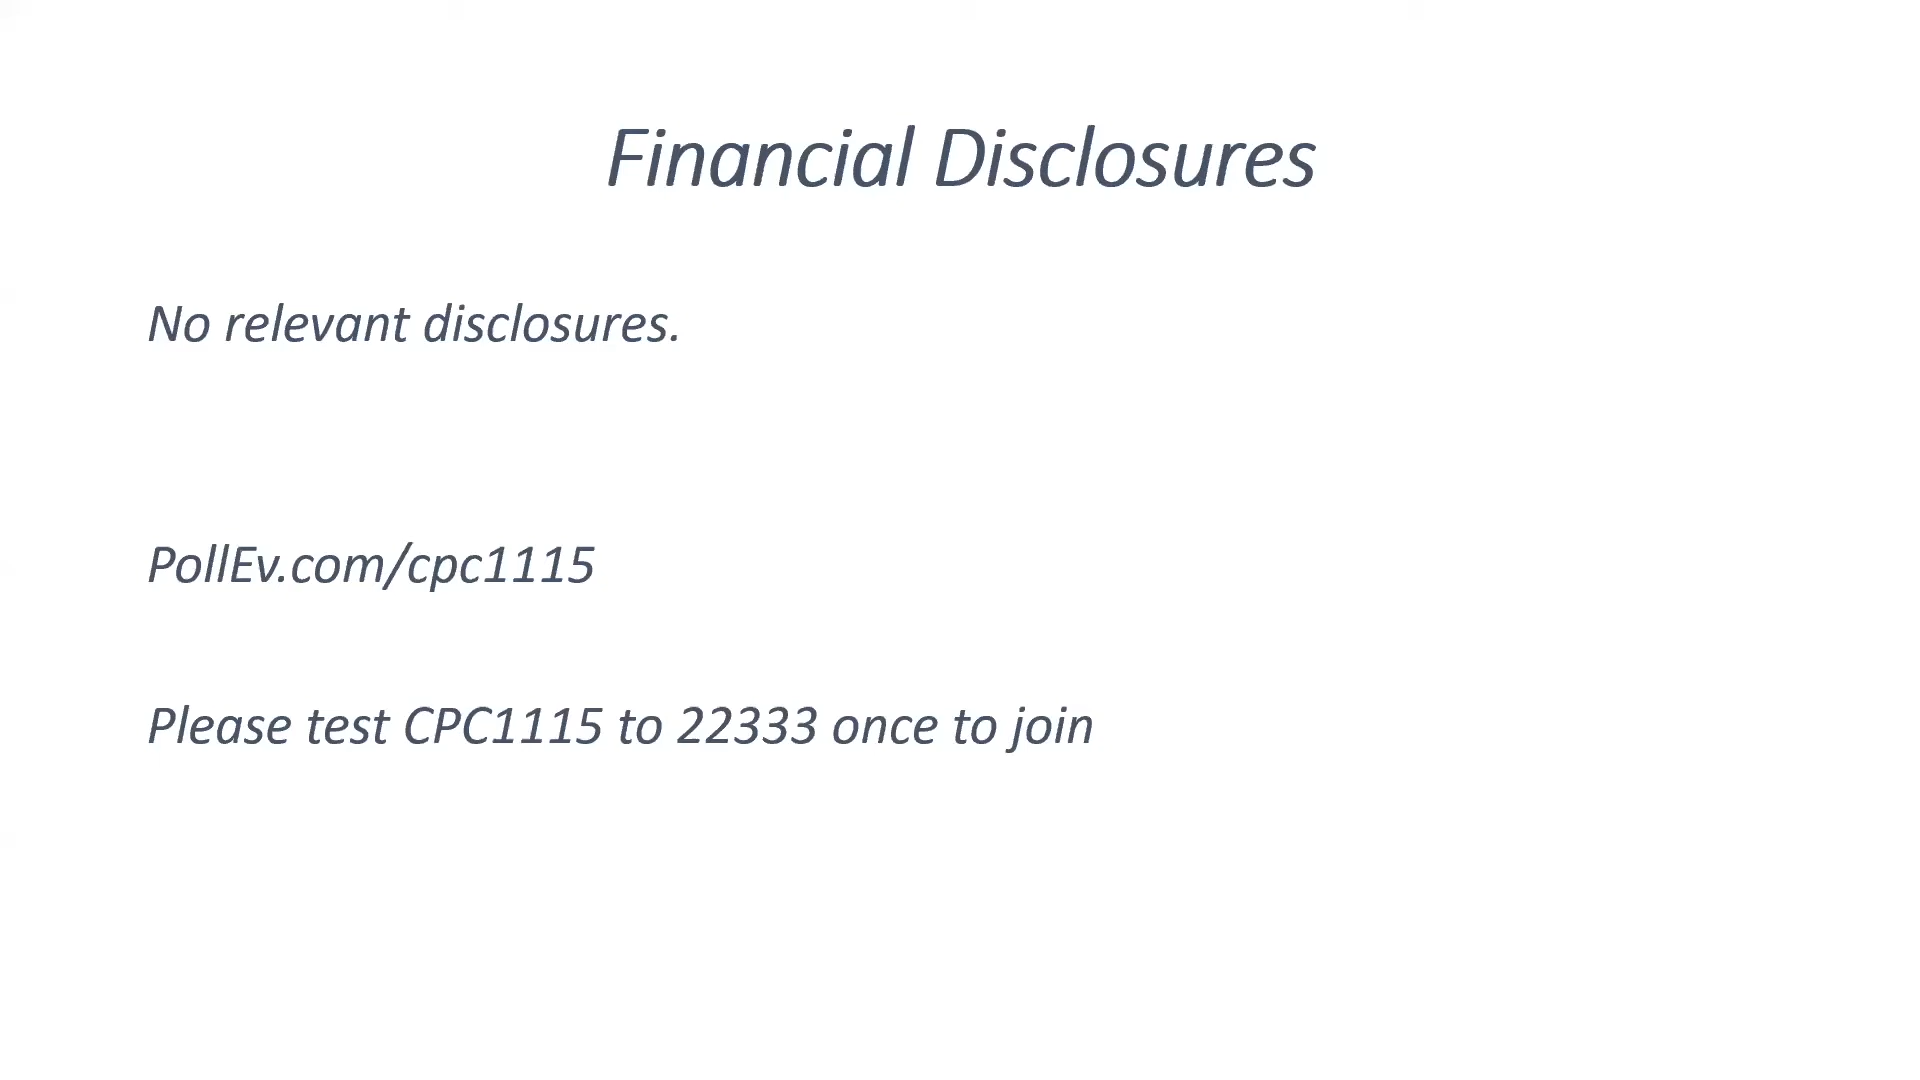 Financial Disclosures
No relevant disclosures.
PollEv.com/cpc1115
Please test CPC1115 to 22333 once to join